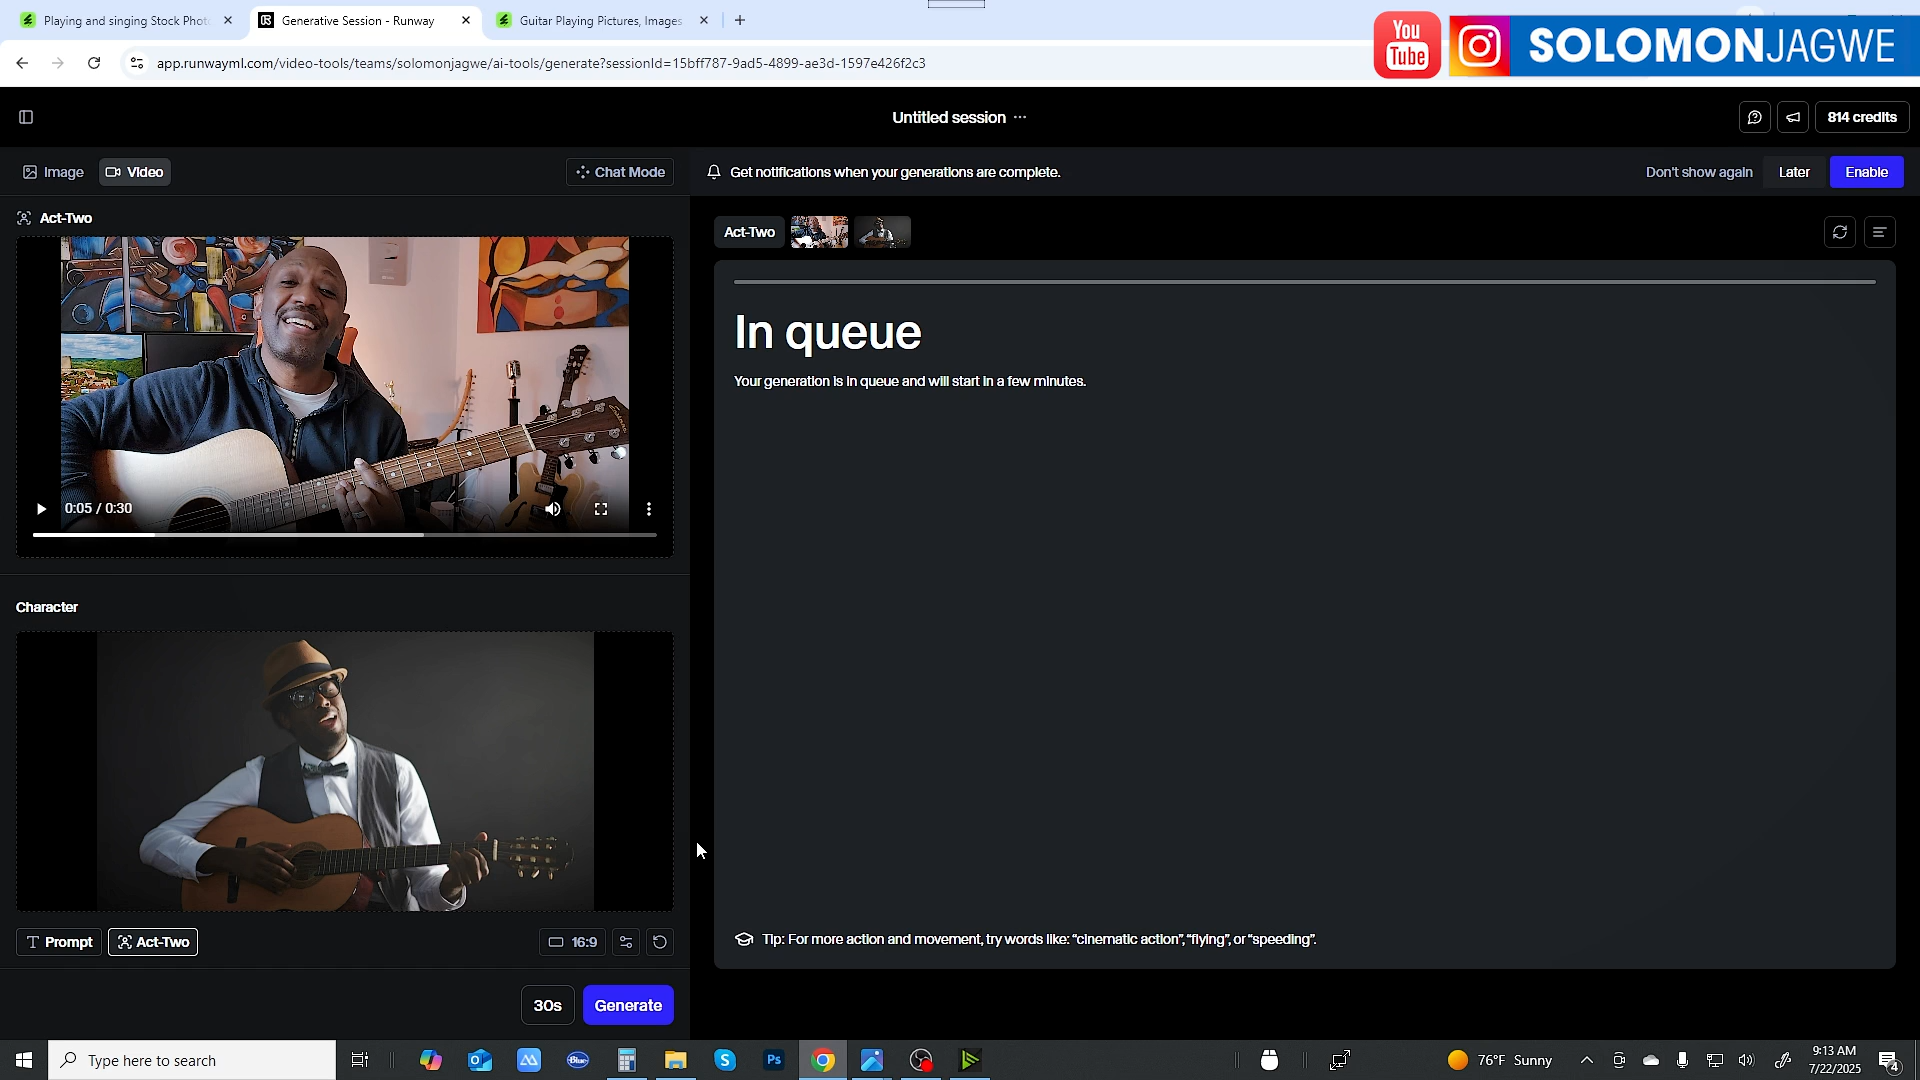 Playing and singing Stock Phot
Generative Session - Runway
Guitar Playing Pictures, Images
You
Tube
SOLOMONJAGWE
app.runwayml.com/video-tools/teams/solomonjagwe/ai-tools/generate?sessionId=15bff787-9ad5-4899-ae3d-1597e426f2c3
Untitled session ...
814 credits
Image
Video
Chat Mode
Get notifications when your generations are complete.
Don't show again
Later
Enable
Act-Two
Act-Two
In queue
Your generation is in queue and will start in a few minutes.
0:05 / 0:30
Character
Prompt
Act-Two
16:9
Tip: For more action and movement, try words like: “cinematic action”, “flying”, or “speeding”.
30s
Generate
Type here to search
Blue
Ps
76°F Sunny
9:13 AM
7/22/2025
4